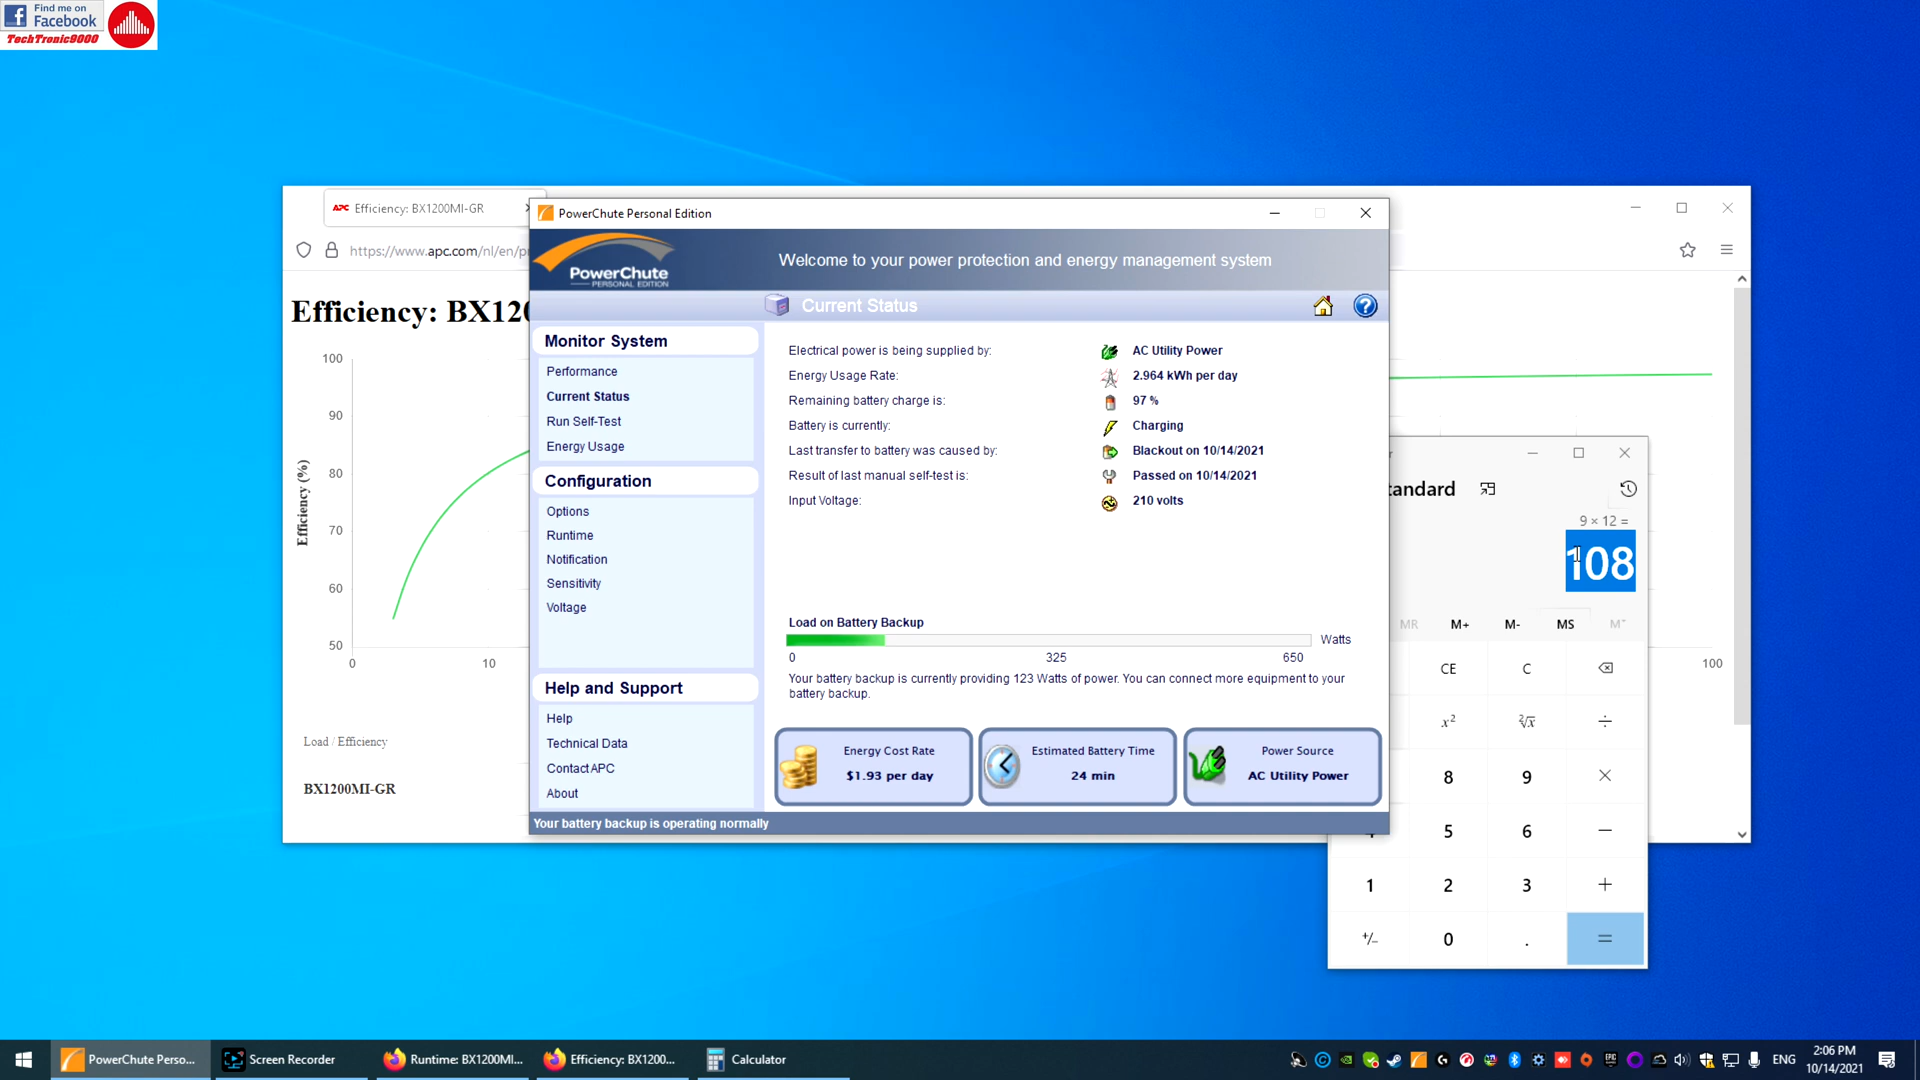 Find me on
Facebook
TechTronic9000
Efficiency: BX1200MI-GR
https://www.apc.com/nl/en/pr
Efficiency: BX120
100
90
80
70
60
50
Efficiency (%)
0
10
100
Load / Efficiency
BX1200MI-GR
PowerChute Personal Edition
PowerChute
PERSONAL EDITION
Welcome to your power protection and energy management system
Current Status
Monitor System
Performance
Current Status
Run Self-Test
Energy Usage
Configuration
Options
Runtime
Notification
Sensitivity
Voltage
Help and Support
Help
Technical Data
Contact APC
About
Electrical power is being supplied by: AC Utility Power
Energy Usage Rate: 2.964 kWh per day
Remaining battery charge is: 97 %
Battery is currently: Charging
Last transfer to battery was caused by: Blackout on 10/14/2021
Result of last manual self-test is: Passed on 10/14/2021
Input Voltage: 210 volts
Load on Battery Backup
Watts
0 325 650
Your battery backup is currently providing 123 Watts of power. You can connect more equipment to your
battery backup.
Energy Cost Rate
$1.93 per day
Estimated Battery Time
24 min
Power Source
AC Utility Power
Your battery backup is operating normally
tandard
9 × 12 =
108
MR M+ M- MS M˅
CE C
x² ²√x ÷
8 9 ×
5 6 −
1 2 3 +
+/− 0 . =
PowerChute Perso...
Screen Recorder
Runtime: BX1200MI...
Efficiency: BX1200...
Calculator
ENG
2:06 PM
10/14/2021